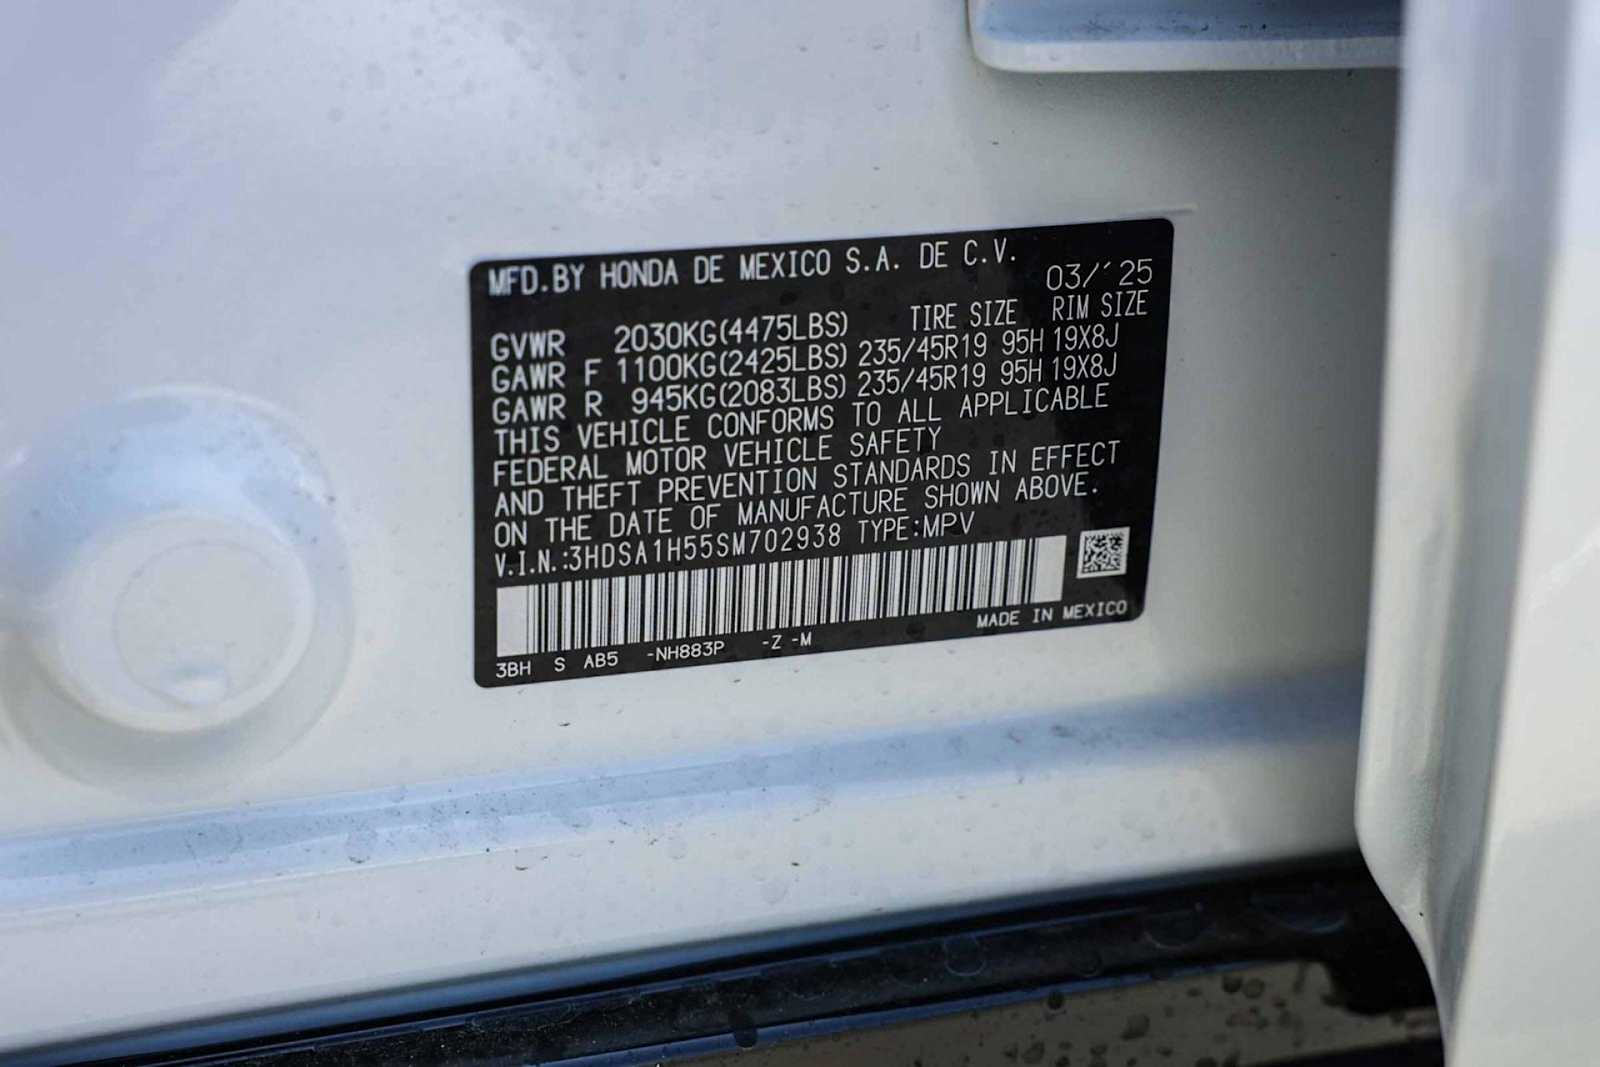 MFD.BY HONDA DE MEXICO S.A. DE C.V.
03/'25
TIRE SIZE RIM SIZE
GVWR 2030KG(4475LBS)
GAWR F 1100KG(2425LBS) 235/45R19 95H 19X8J
GAWR R 945KG(2083LBS) 235/45R19 95H 19X8J
THIS VEHICLE CONFORMS TO ALL APPLICABLE
FEDERAL MOTOR VEHICLE SAFETY
AND THEFT PREVENTION STANDARDS IN EFFECT
ON THE DATE OF MANUFACTURE SHOWN ABOVE.
V.I.N.:3HDSA1H55SM702938 TYPE:MPV
MADE IN MEXICO
3BH S AB5 -NH883P -Z -M